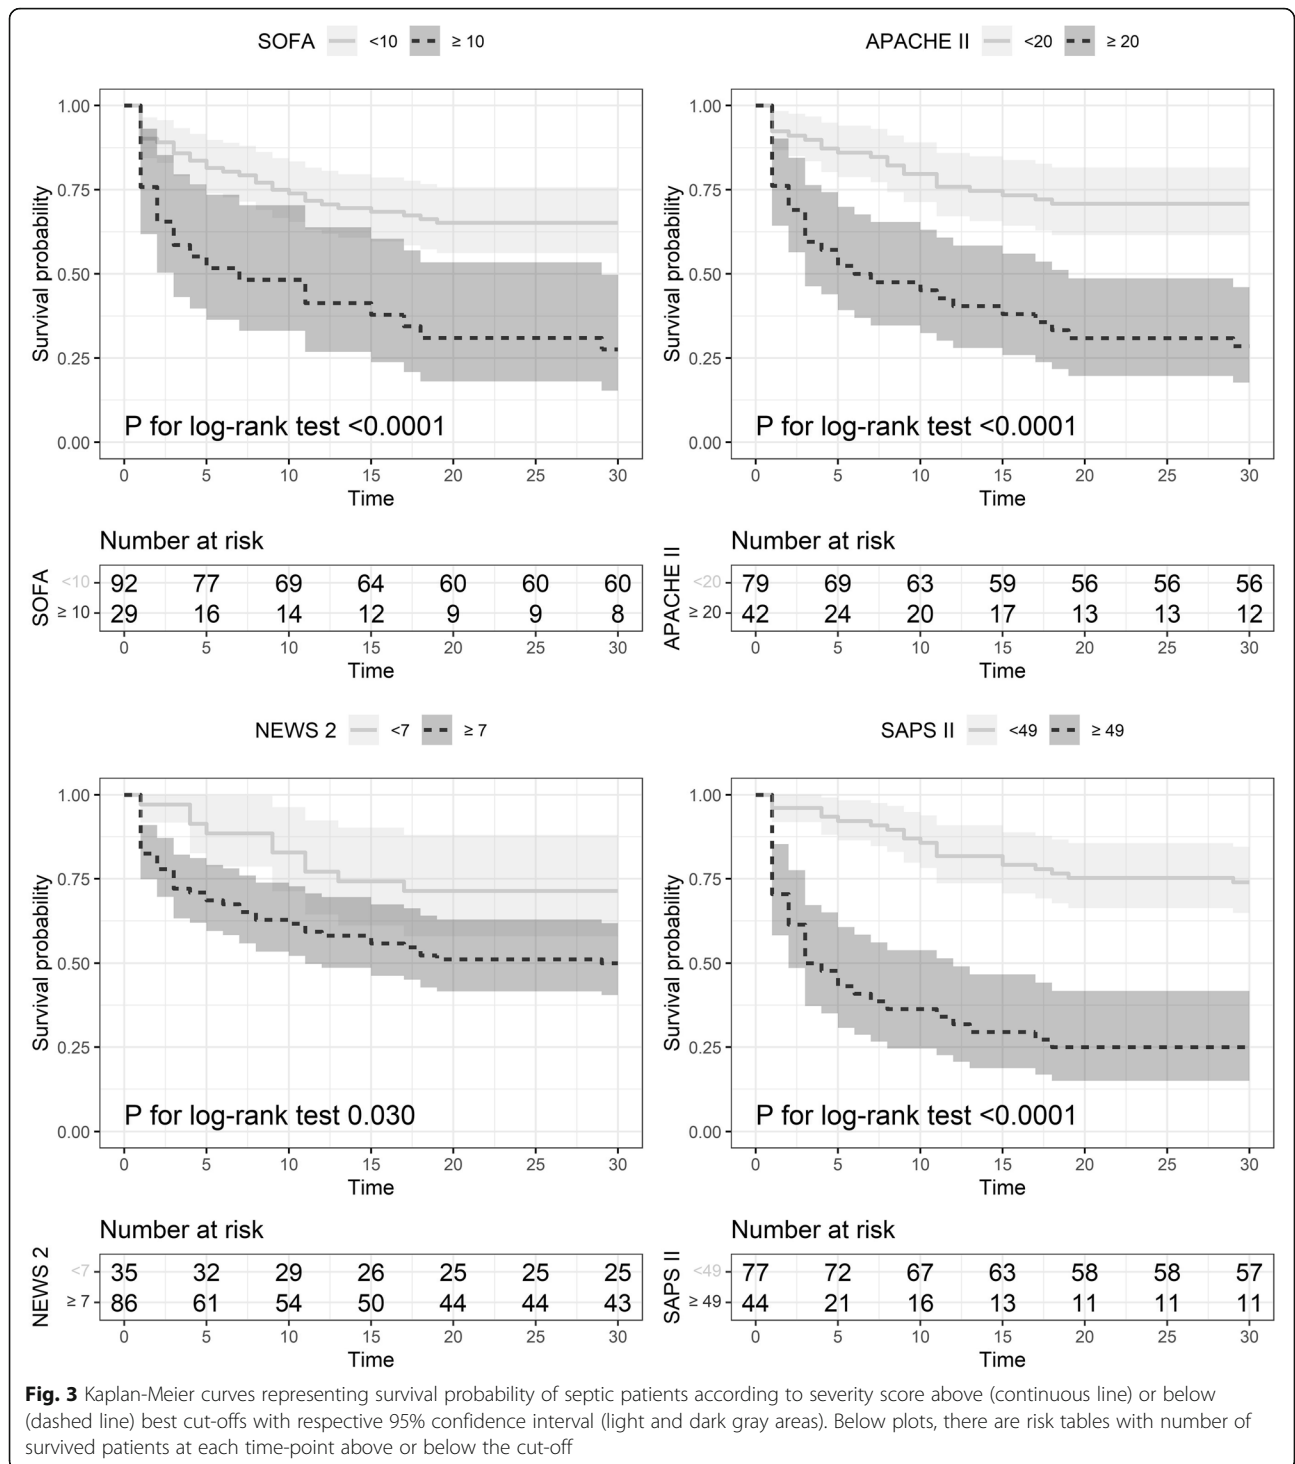 SOFA <10 ≥ 10
1.00
0.75
0.50
0.25
0.00
Survival probability
P for log-rank test <0.0001
0 5 10 15 20 25 30
Time
Number at risk
SOFA
<10 92 77 69 64 60 60 60
≥ 10 29 16 14 12 9 9 8
0 5 10 15 20 25 30
Time
APACHE II <20 ≥ 20
1.00
0.75
0.50
0.25
0.00
Survival probability
P for log-rank test <0.0001
0 5 10 15 20 25 30
Time
Number at risk
APACHE II
<20 79 69 63 59 56 56 56
≥ 20 42 24 20 17 13 13 12
0 5 10 15 20 25 30
Time
NEWS 2 <7 ≥ 7
1.00
0.75
0.50
0.25
0.00
Survival probability
P for log-rank test 0.030
0 5 10 15 20 25 30
Time
Number at risk
NEWS 2
<7 35 32 29 26 25 25 25
≥ 7 86 61 54 50 44 44 43
0 5 10 15 20 25 30
Time
SAPS II <49 ≥ 49
1.00
0.75
0.50
0.25
0.00
Survival probability
P for log-rank test <0.0001
0 5 10 15 20 25 30
Time
Number at risk
SAPS II
<49 77 72 67 63 58 58 57
≥ 49 44 21 16 13 11 11 11
0 5 10 15 20 25 30
Time
Fig. 3 Kaplan-Meier curves representing survival probability of septic patients according to severity score above (continuous line) or below
(dashed line) best cut-offs with respective 95% confidence interval (light and dark gray areas). Below plots, there are risk tables with number of
survived patients at each time-point above or below the cut-off